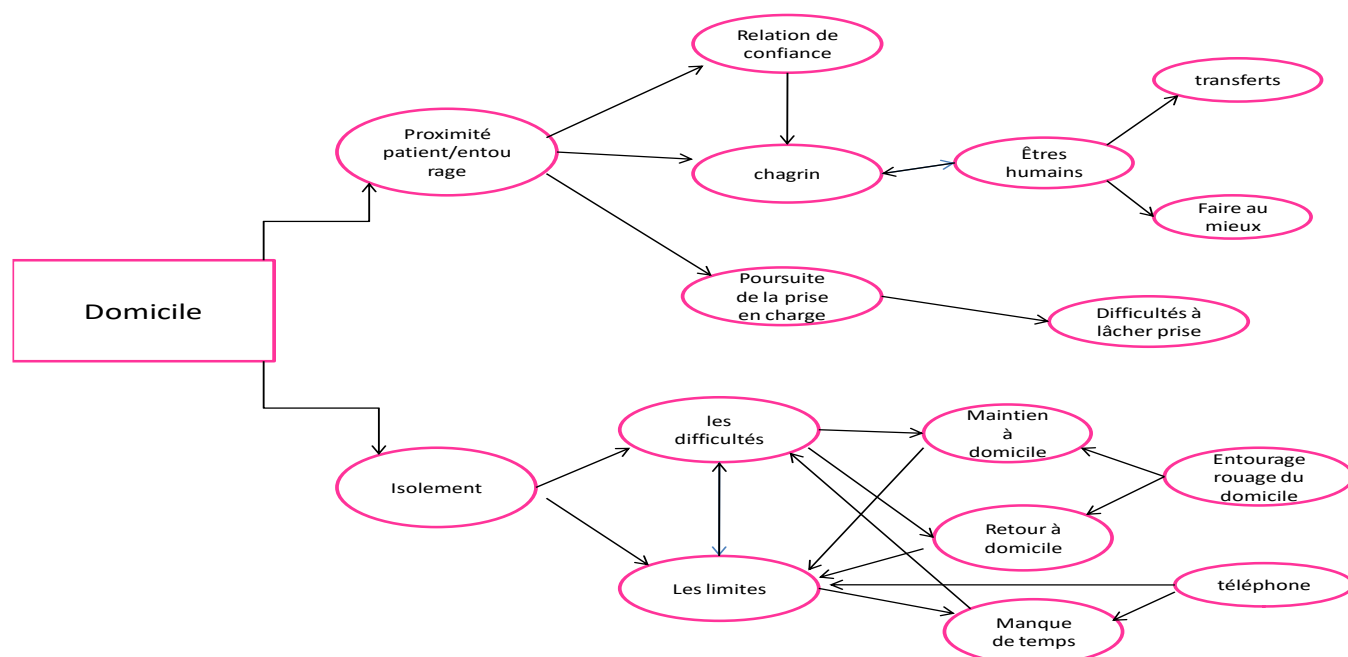 Relation de
confiance
transferts
Proximité
patient/entou
rage
chagrin
Êtres
humains
Faire au
mieux
Domicile
Poursuite
de la prise
en charge
Difficultés à
lâcher prise
les
difficultés
Maintien
à
domicile
Isolement
Entourage
rouage du
domicile
Retour à
domicile
Les limites
téléphone
Manque
de temps